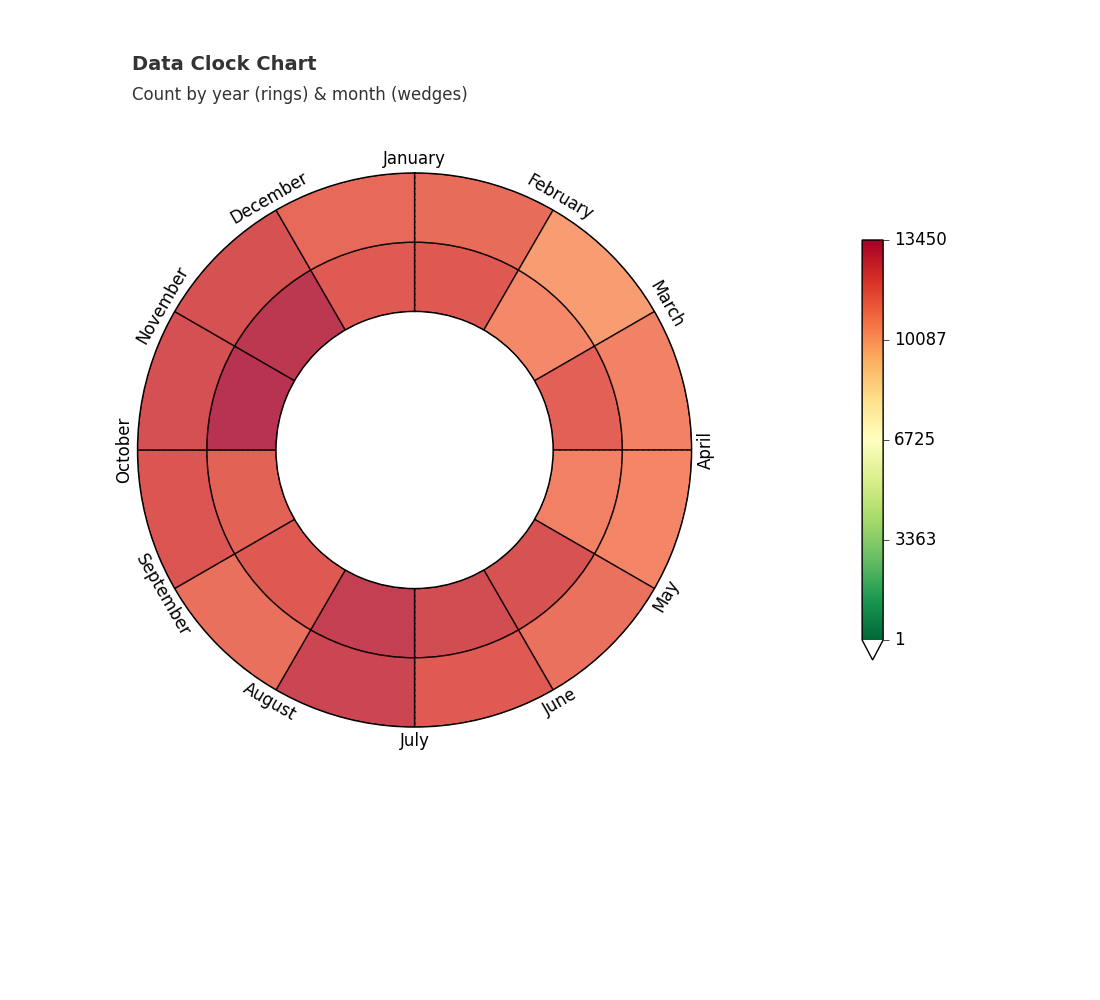 Data Clock Chart
Count by year (rings) & month (wedges)
January
February
March
April
May
June
July
August
September
October
November
December
13450
10087
6725
3363
1